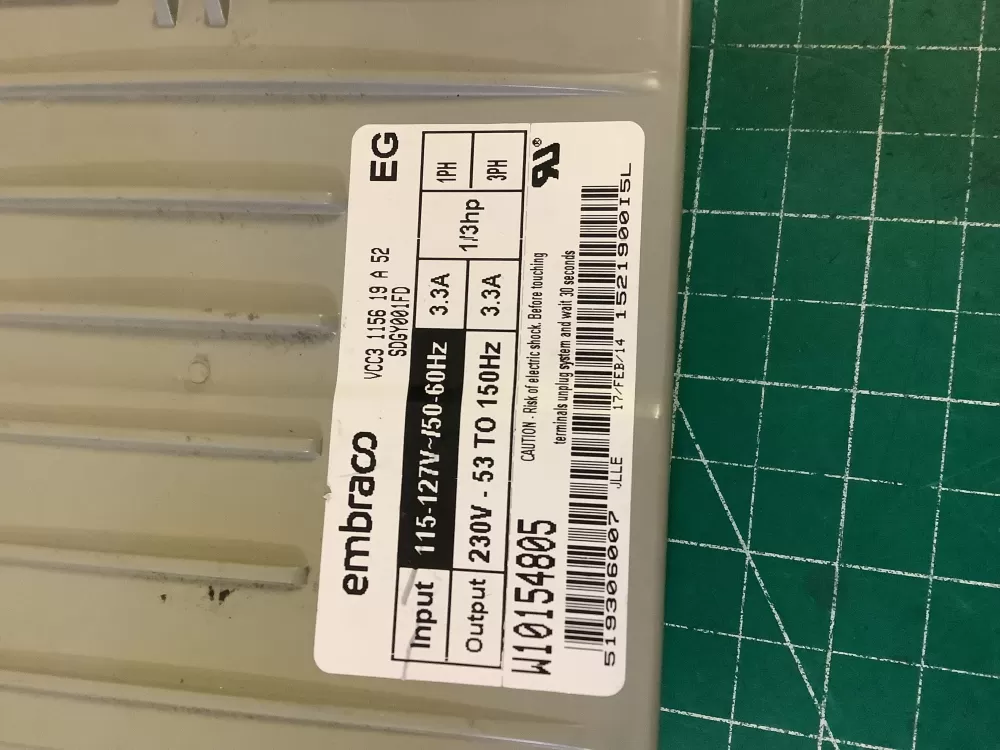 embraco VCC3 1156 19 A 52 EG
SDGY001FD
Input 115-127V~/50-60Hz 3.3A 1/3hp 1PH
Output 230V - 53 TO 150Hz 3.3A 3PH
W10154805
CAUTION - Risk of electric shock. Before touching
terminals unplug system and wait 30 seconds
519306007 JLLE 17/FEB/14 1521900I5L